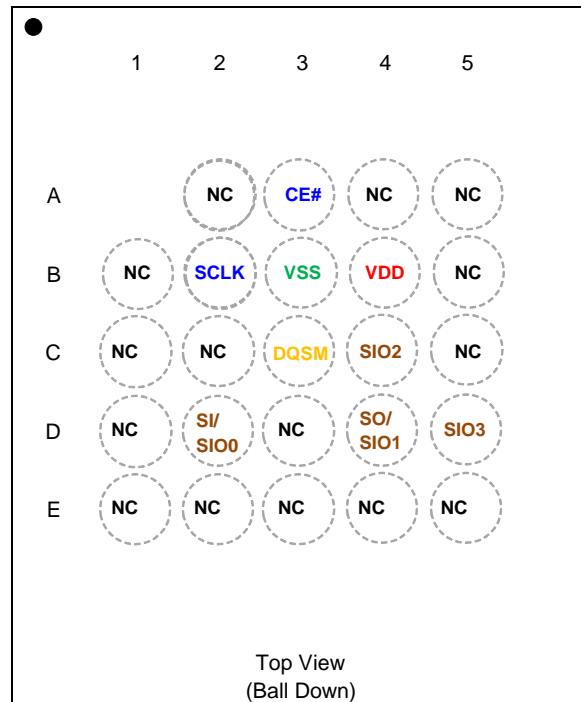 1 2 3 4 5
A NC CE# NC NC
B NC SCLK VSS VDD NC
C NC NC DQSM SIO2 NC
D NC SI/ SIO0 NC SO/ SIO1 SIO3
E NC NC NC NC NC
Top View
(Ball Down)